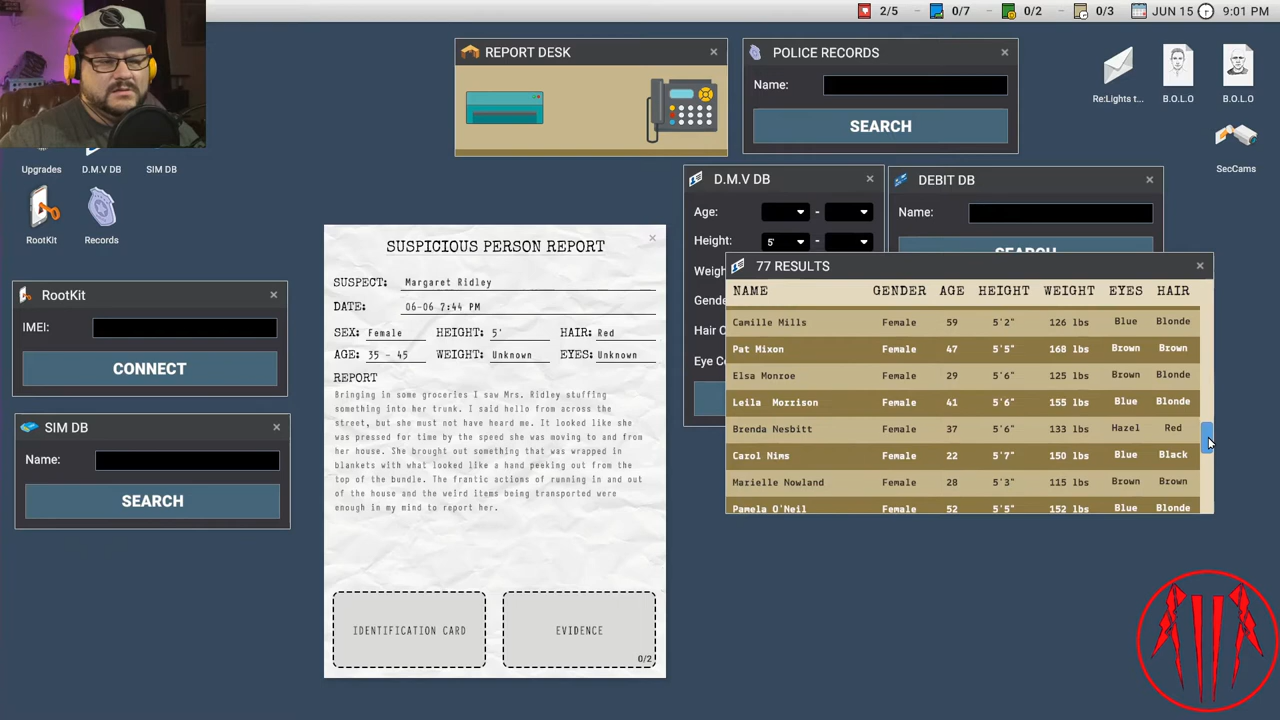 2/5 0/7 0/2 0/3 JUN 15 9:01 PM
REPORT DESK
POLICE RECORDS
Name:
SEARCH
Re:Lights t...
B.O.L.O
B.O.L.O
SecCams
Upgrades
D.M.V DB
SIM DB
RootKit
Records
D.M.V DB
Age: -
Height: 5' -
Gende
Hair C
Eye C
DEBIT DB
Name:
SEARCH
RootKit
IMEI:
CONNECT
SIM DB
Name:
SEARCH
SUSPICIOUS PERSON REPORT
SUSPECT: Margaret Ridley
DATE: 06-06 7:44 PM
SEX: Female HEIGHT: 5' HAIR: Red
AGE: 35 - 45 WEIGHT: Unknown EYES: Unknown
REPORT
Bringing in some groceries I saw Mrs. Ridley stuffing
something into her trunk. I said hello from across the
street, but she must not have heard me. It looked like she
was pressed for time by the speed she was moving to and from
her house. She brought out something that was wrapped in
blankets with what looked like a hand peeking out from the
top of the bundle. The frantic actions of running in and out
of the house and the weird items being transported were
enough in my mind to report her.
IDENTIFICATION CARD
EVIDENCE
0/2
77 RESULTS
NAME GENDER AGE HEIGHT WEIGHT EYES HAIR
Camille Mills Female 59 5'2" 126 lbs Blue Blonde
Pat Mixon Female 47 5'5" 168 lbs Brown Brown
Elsa Monroe Female 29 5'6" 125 lbs Brown Blonde
Leila Morrison Female 41 5'6" 155 lbs Blue Blonde
Brenda Nesbitt Female 37 5'6" 133 lbs Hazel Red
Carol Nims Female 22 5'7" 150 lbs Blue Black
Marielle Nowland Female 28 5'3" 115 lbs Brown Brown
Pamela O'Neil Female 52 5'5" 152 lbs Blue Blonde